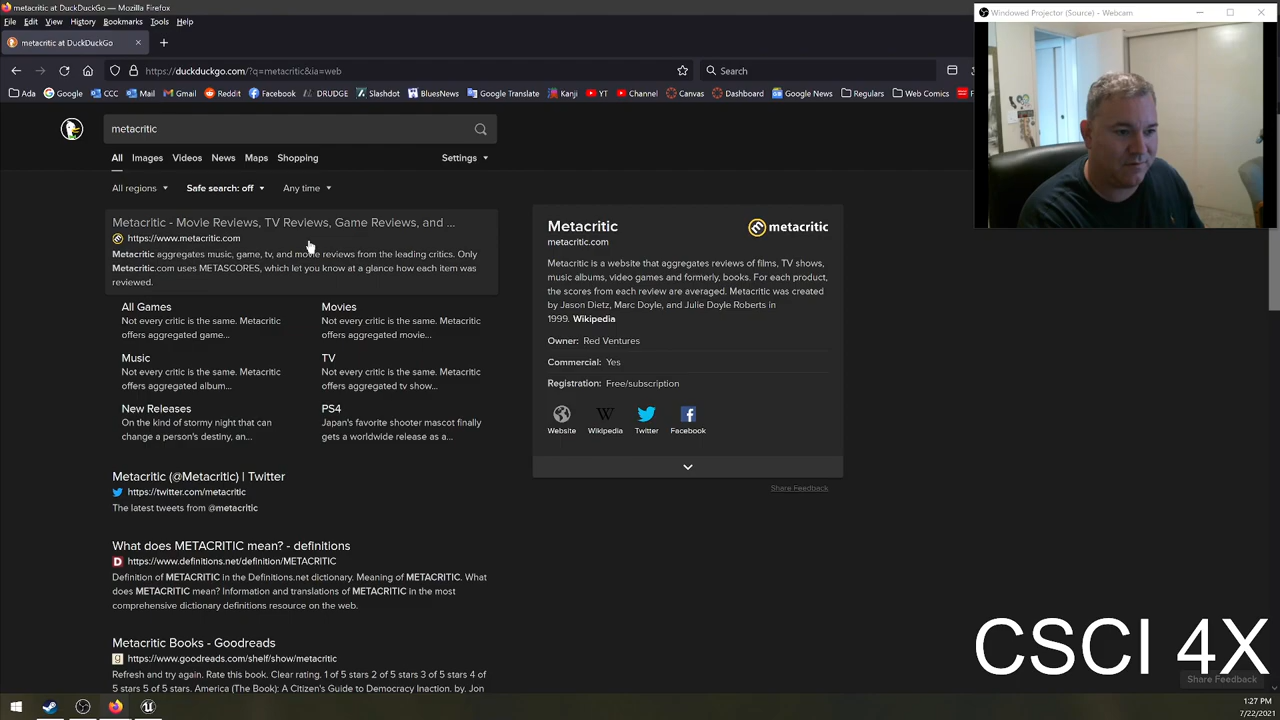 metacritic at DuckDuckGo — Mozilla Firefox
File Edit View History Bookmarks Tools Help
metacritic at DuckDuckGo
https://duckduckgo.com/?q=metacritic&ia=web
Search
Ada Google CCC Mail Gmail Reddit Facebook DRUDGE Slashdot BluesNews Google Translate Kanji YT Channel Canvas Dashboard Google News Regulars Web Comics
Windowed Projector (Source) - Webcam
metacritic
All Images Videos News Maps Shopping Settings
All regions Safe search: off Any time
Metacritic - Movie Reviews, TV Reviews, Game Reviews, and ...
https://www.metacritic.com
Metacritic aggregates music, game, tv, and movie reviews from the leading critics. Only
Metacritic.com uses METASCORES, which let you know at a glance how each item was
reviewed.
All Games
Not every critic is the same. Metacritic
offers aggregated game...
Movies
Not every critic is the same. Metacritic
offers aggregated movie...
Music
Not every critic is the same. Metacritic
offers aggregated album...
TV
Not every critic is the same. Metacritic
offers aggregated tv show...
New Releases
On the kind of stormy night that can
change a person's destiny, an...
PS4
Japan's favorite shooter mascot finally
gets a worldwide release as a...
Metacritic (@Metacritic) | Twitter
https://twitter.com/metacritic
The latest tweets from @metacritic
What does METACRITIC mean? - definitions
https://www.definitions.net/definition/METACRITIC
Definition of METACRITIC in the Definitions.net dictionary. Meaning of METACRITIC. What
does METACRITIC mean? Information and translations of METACRITIC in the most
comprehensive dictionary definitions resource on the web.
Metacritic Books - Goodreads
https://www.goodreads.com/shelf/show/metacritic
Refresh and try again. Rate this book. Clear rating. 1 of 5 stars 2 of 5 stars 3 of 5 stars 4 of 5
stars 5 of 5 stars. America (The Book): A Citizen's Guide to Democracy Inaction. by. Jon
Metacritic
metacritic.com
metacritic
Metacritic is a website that aggregates reviews of films, TV shows,
music albums, video games and formerly, books. For each product,
the scores from each review are averaged. Metacritic was created
by Jason Dietz, Marc Doyle, and Julie Doyle Roberts in
1999. Wikipedia
Owner: Red Ventures
Commercial: Yes
Registration: Free/subscription
Website Wikipedia Twitter Facebook
Share Feedback
CSCI 4X
Share Feedback
1:27 PM
7/22/2021